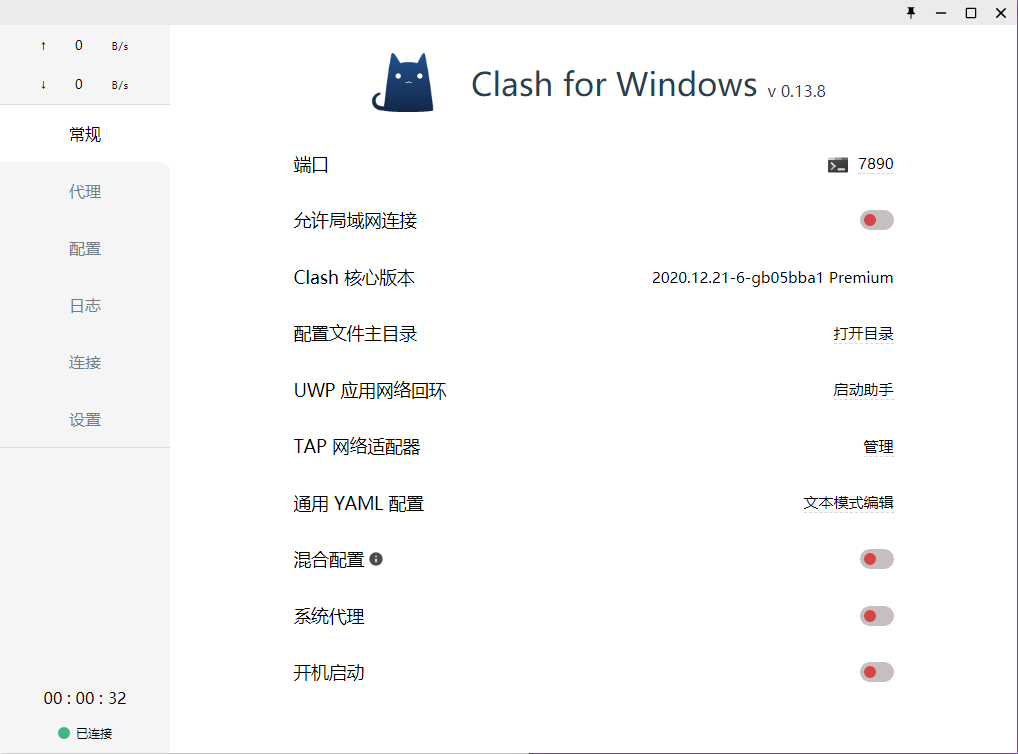 ↑ 0 B/s
↓ 0 B/s
常规
代理
配置
日志
连接
设置
00 : 00 : 32
已连接
Clash for Windows v 0.13.8
端口 7890
允许局域网连接
Clash 核心版本 2020.12.21-6-gb05bba1 Premium
配置文件主目录 打开目录
UWP 应用网络回环 启动助手
TAP 网络适配器 管理
通用 YAML 配置 文本模式编辑
混合配置
系统代理
开机启动